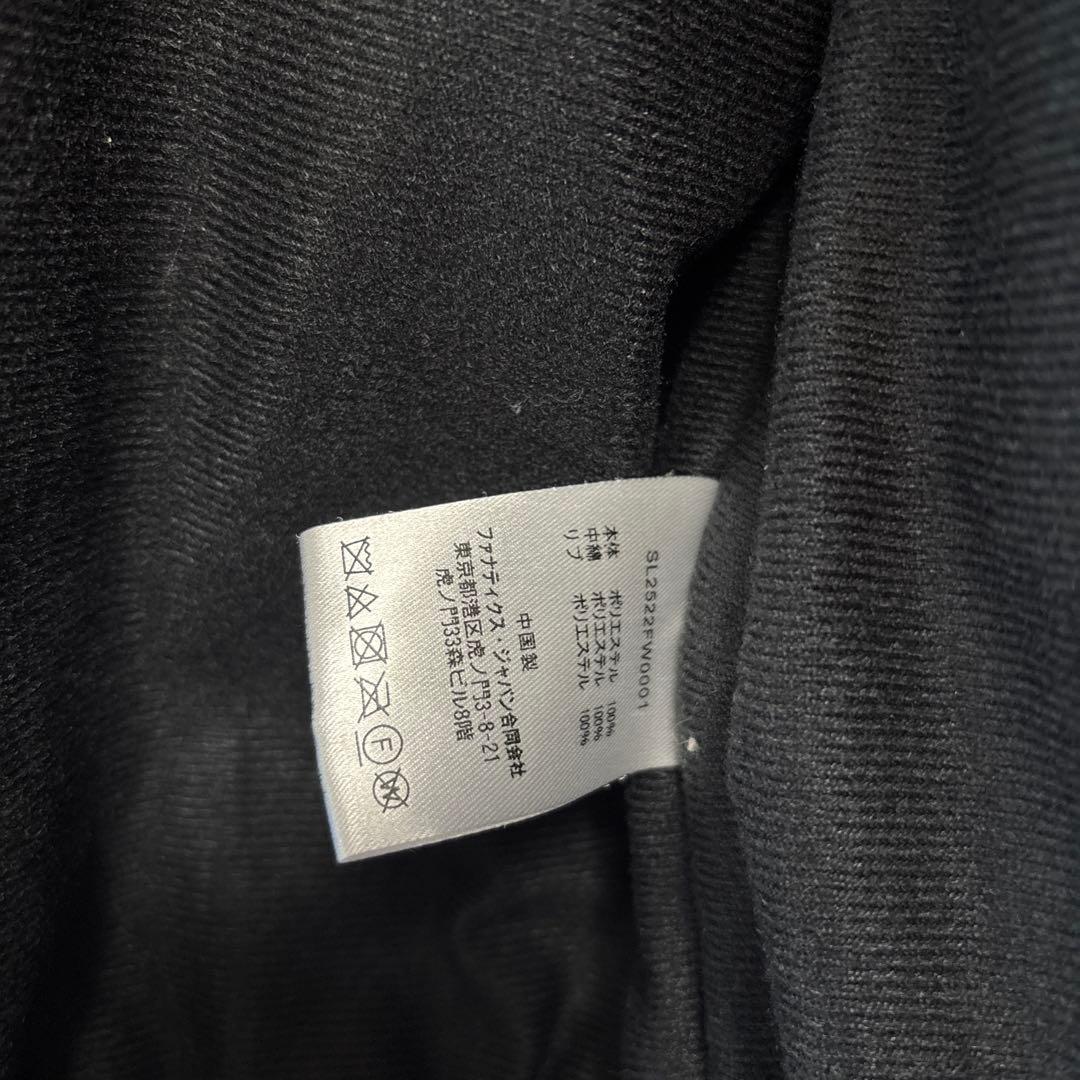 SL2522FW0001
本体 ポリエステル 100%
中綿 ポリエステル 100%
リブ ポリエステル 100%
中国製
ファナティクス・ジャパン合同会社
東京都港区虎ノ門3-8-21
虎ノ門33森ビル8階
F
W